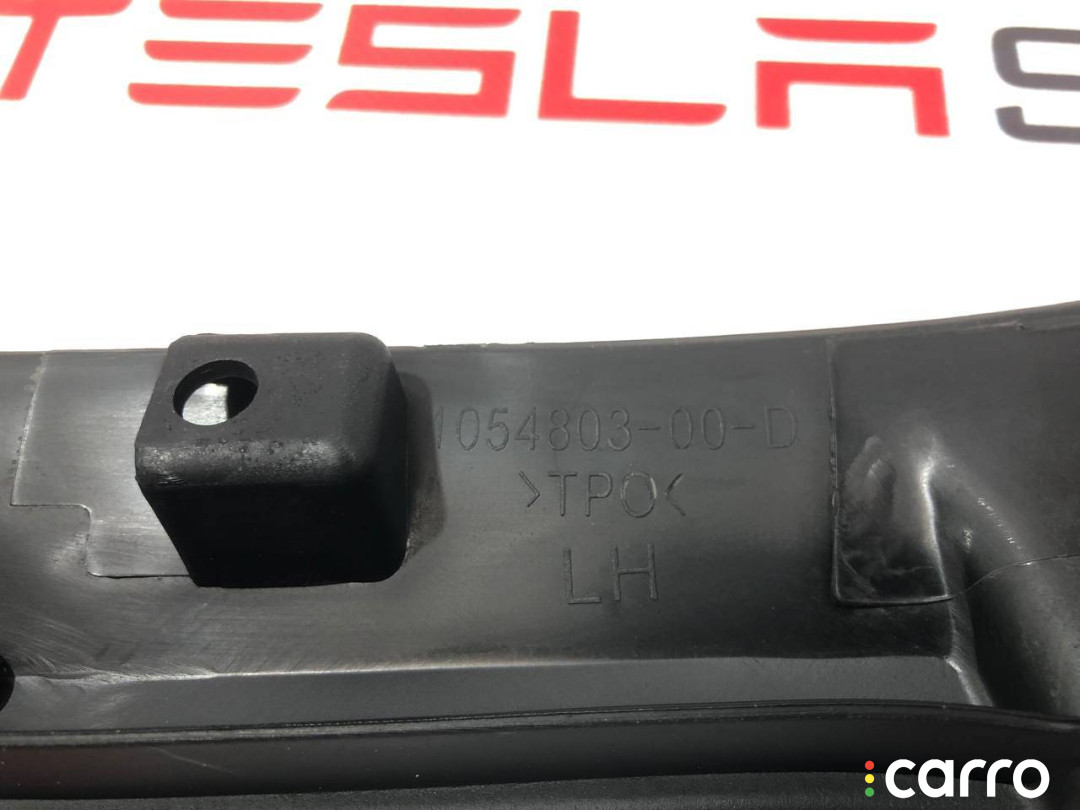 TESLA S
1054803-00-D
>TPO<
LH
carro